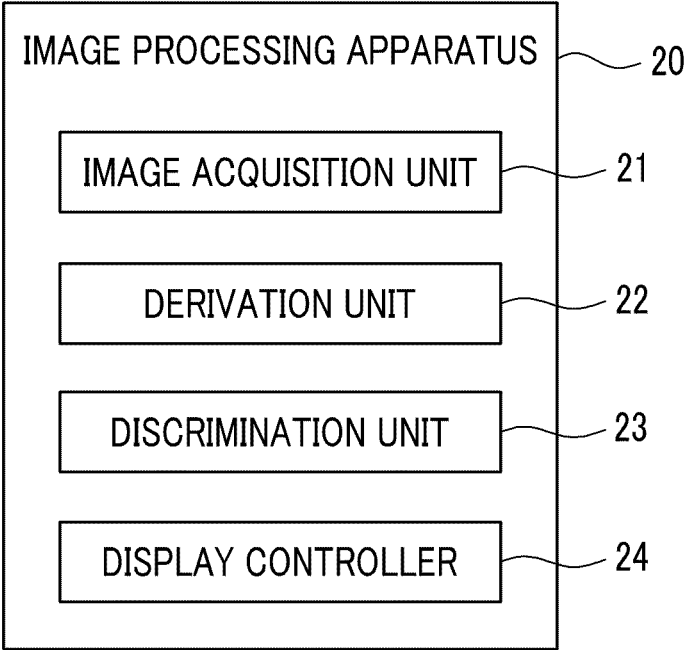 IMAGE PROCESSING APPARATUS
20
IMAGE ACQUISITION UNIT
21
DERIVATION UNIT
22
DISCRIMINATION UNIT
23
DISPLAY CONTROLLER
24